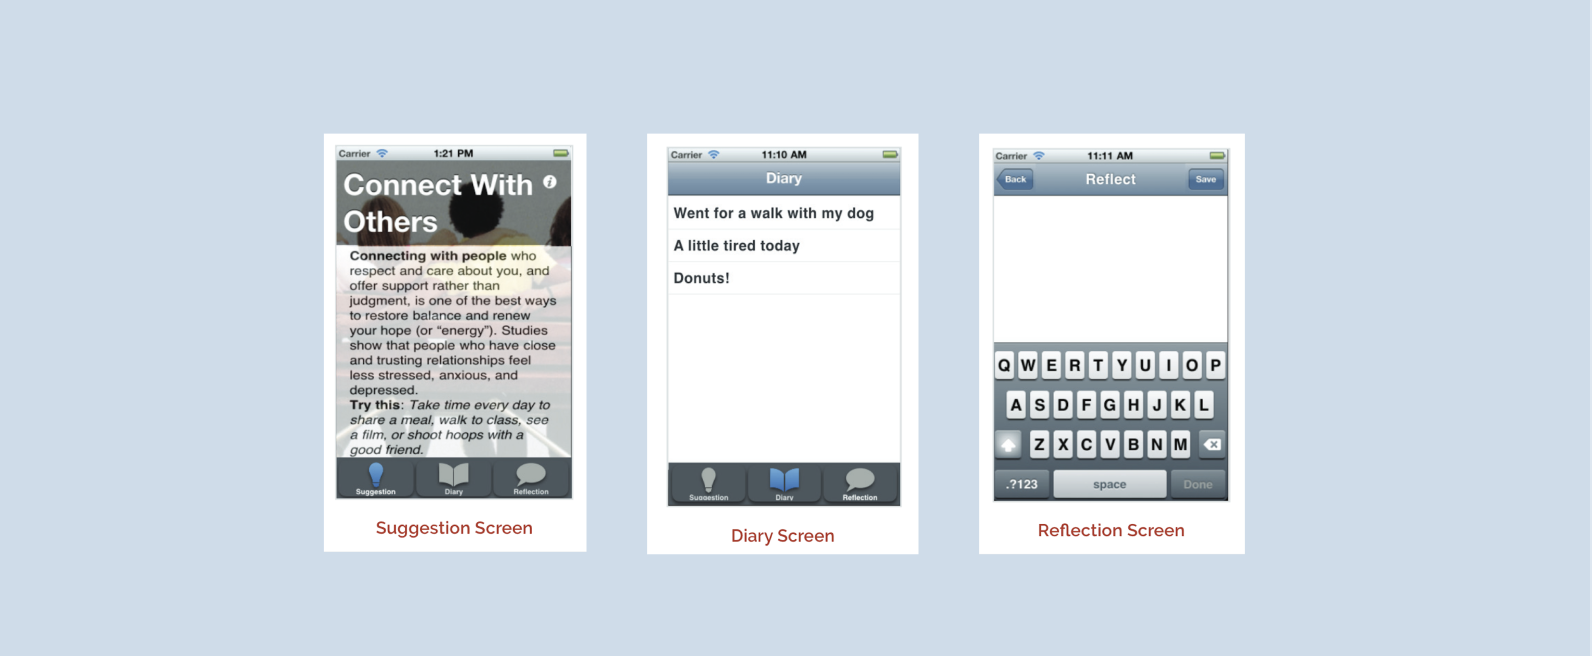 Carrier 1:21 PM
Connect With
Others
Connecting with people who
respect and care about you, and
offer support rather than
judgment, is one of the best ways
to restore balance and renew
your hope (or “energy”). Studies
show that people who have close
and trusting relationships feel
less stressed, anxious, and
depressed.
Try this: Take time every day to
share a meal, walk to class, see
a film, or shoot hoops with a
good friend.
Suggestion Diary Reflection
Suggestion Screen
Carrier 11:10 AM
Diary
Went for a walk with my dog
A little tired today
Donuts!
Suggestion Diary Reflection
Diary Screen
Carrier 11:11 AM
Back Reflect Save
Q W E R T Y U I O P
A S D F G H J K L
Z X C V B N M
.?123 space Done
Reflection Screen